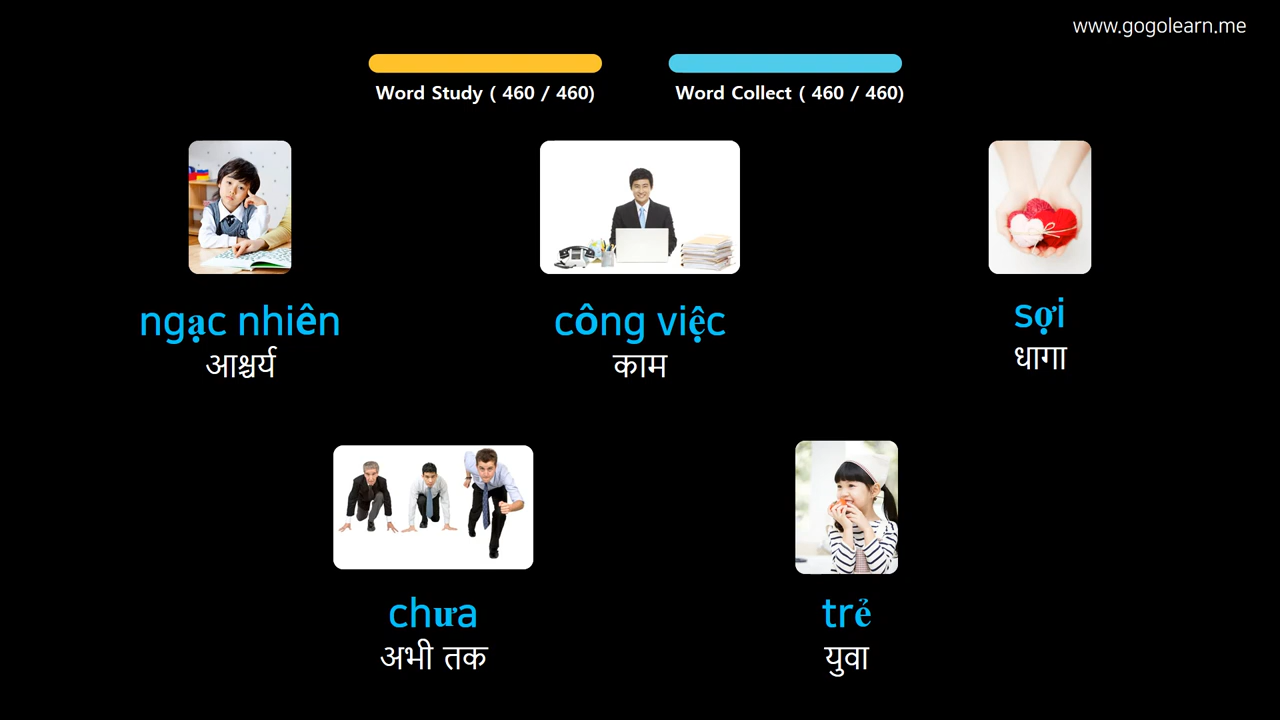 www.gogolearn.me
Word Study ( 460 / 460)
Word Collect ( 460 / 460)
ngạc nhiên
आश्चर्य
công việc
काम
sợi
धागा
chưa
अभी तक
trẻ
युवा